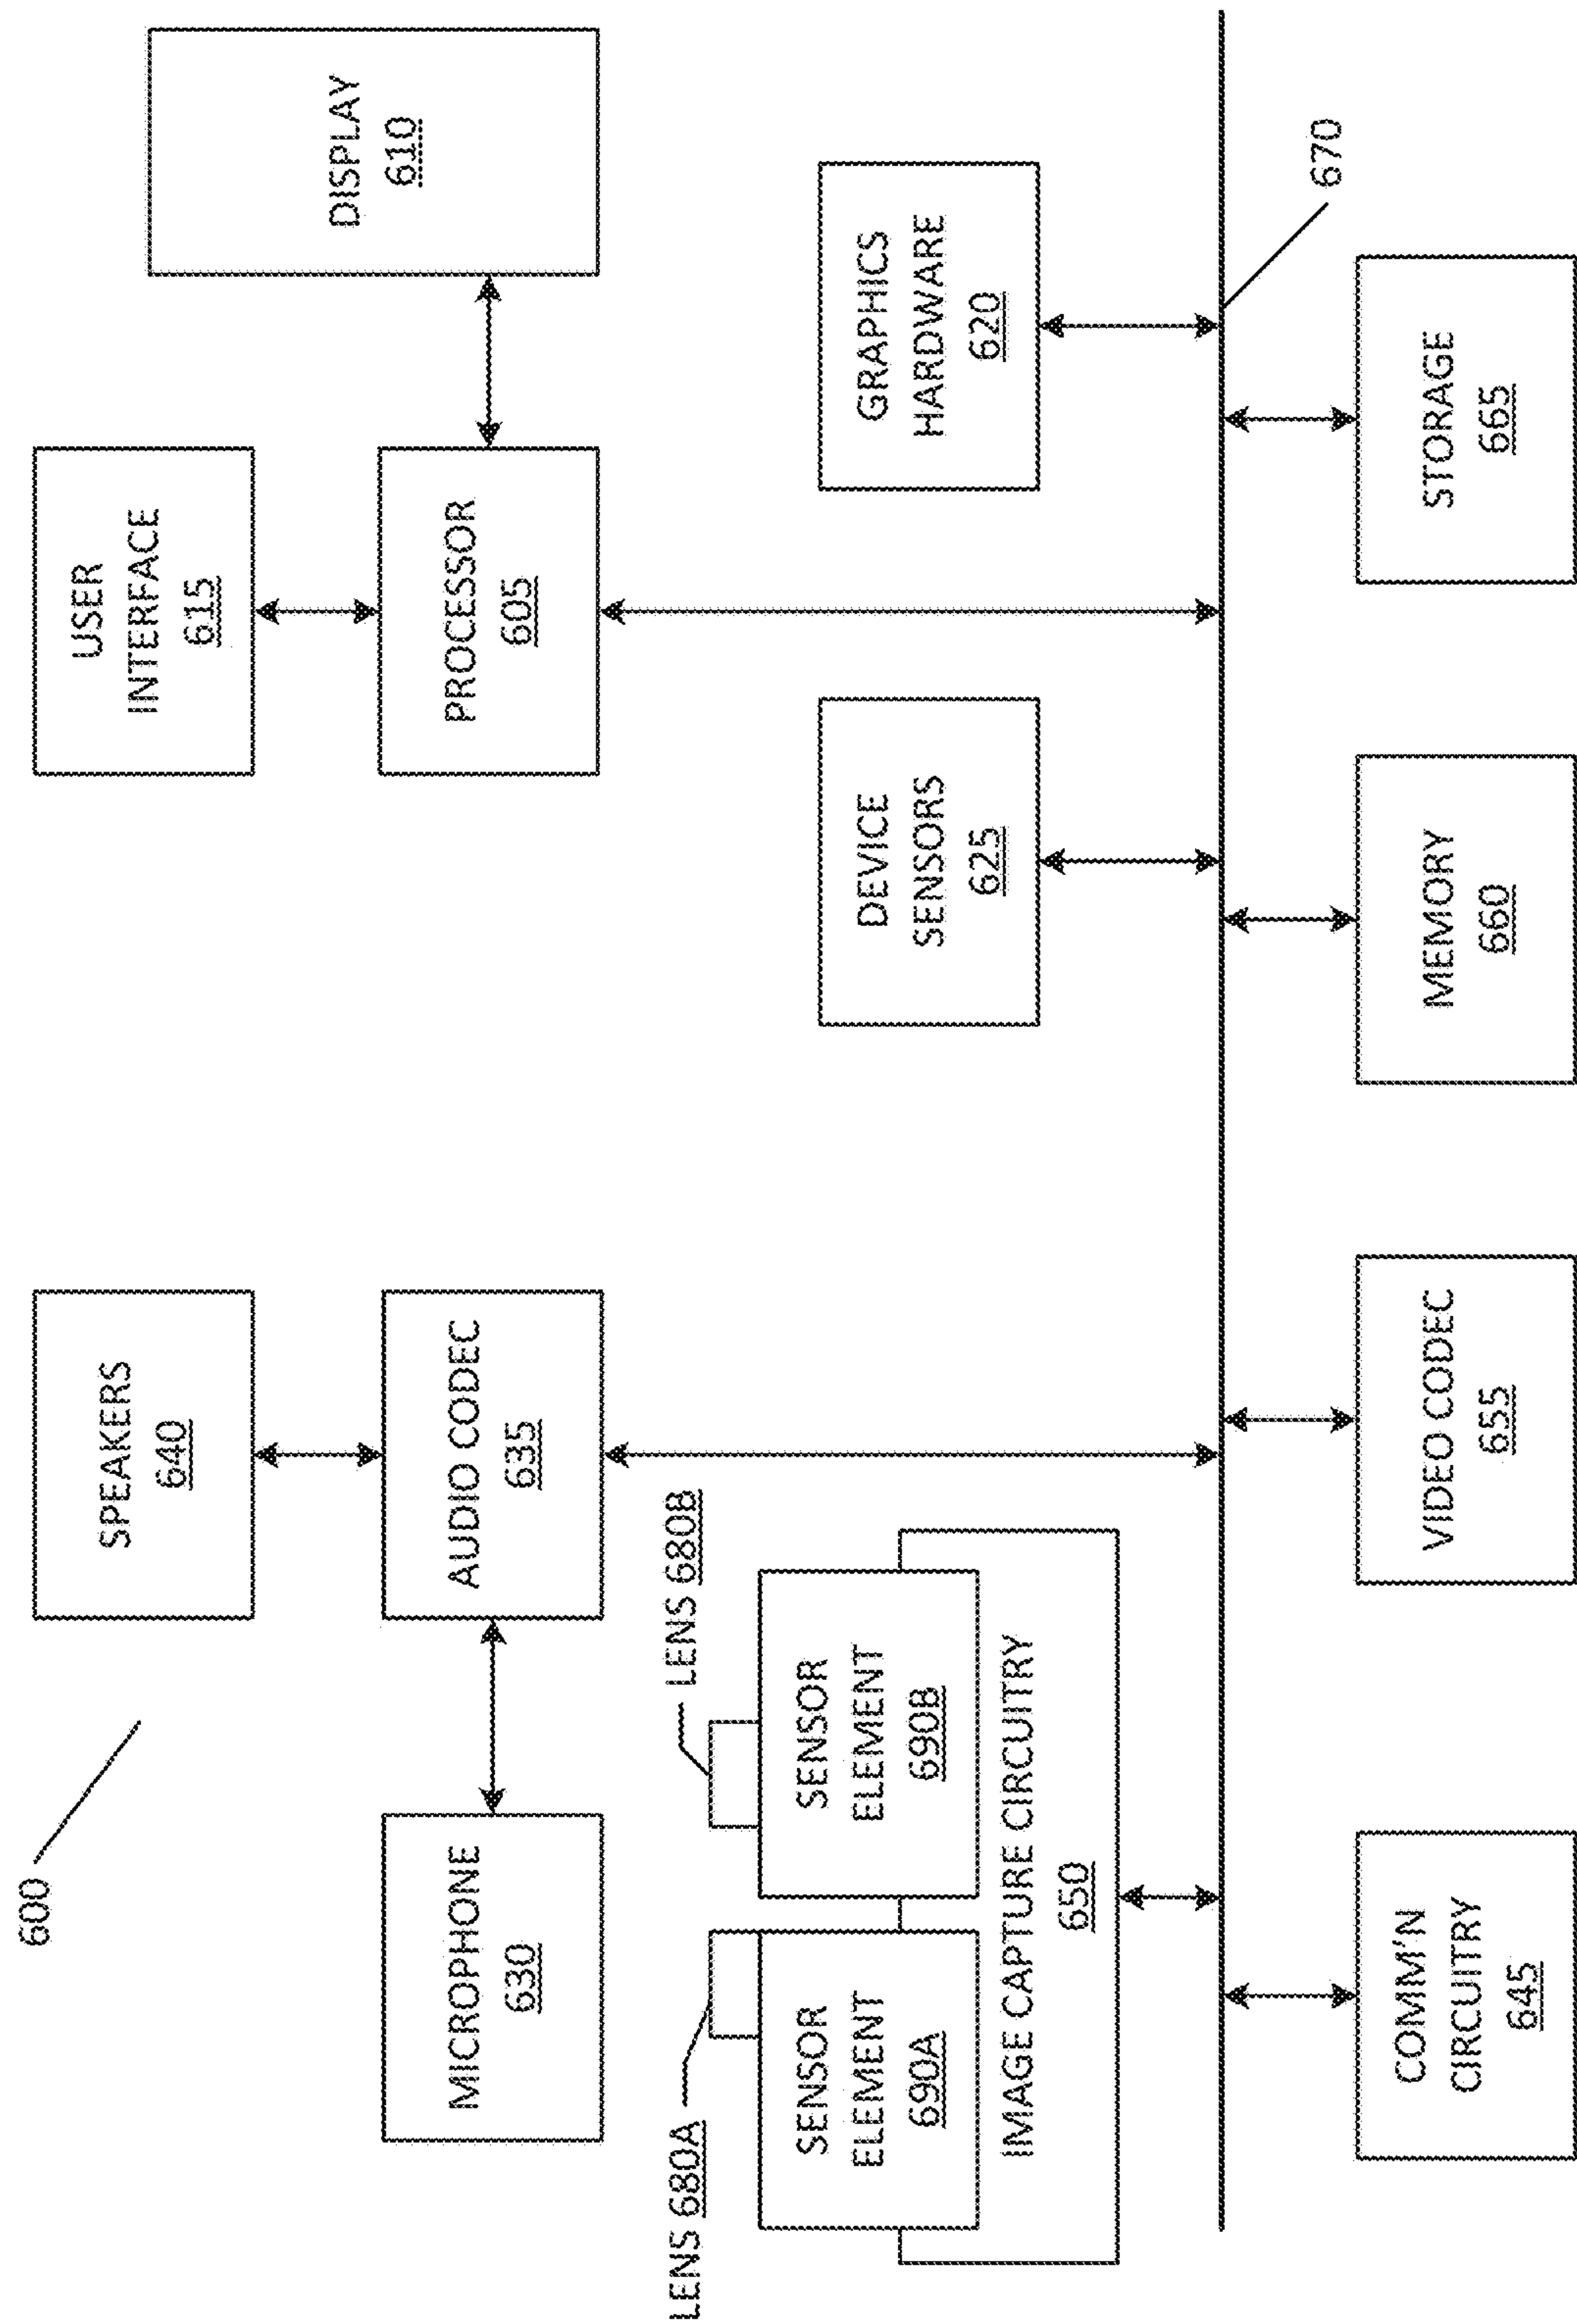 600
SPEAKERS
640
USER
INTERFACE
615
MICROPHONE
630
AUDIO CODEC
635
PROCESSOR
605
DISPLAY
610
LENS 680A
LENS 680B
SENSOR
ELEMENT
690A
SENSOR
ELEMENT
690B
IMAGE CAPTURE CIRCUITRY
650
DEVICE
SENSORS
625
GRAPHICS
HARDWARE
620
670
COMM'N
CIRCUITRY
645
VIDEO CODEC
655
MEMORY
660
STORAGE
665